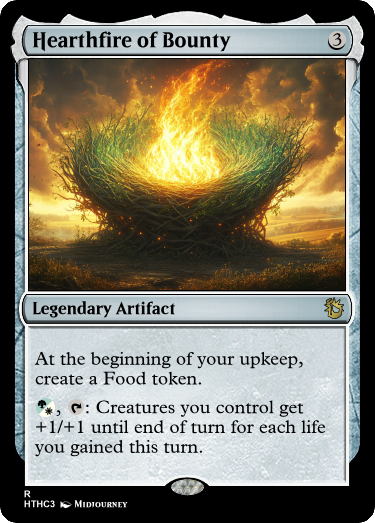 Hearthfire of Bounty 3
Legendary Artifact
At the beginning of your upkeep,
create a Food token.
, : Creatures you control get
+1/+1 until end of turn for each life
you gained this turn.
R
HTHC3 Midjourney